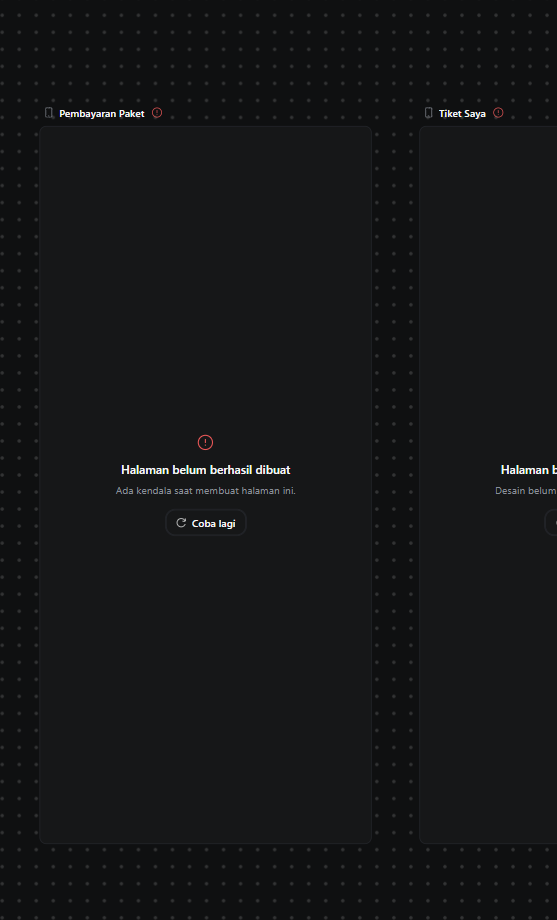 Pembayaran Paket
Tiket Saya
Halaman belum berhasil dibuat
Ada kendala saat membuat halaman ini.
Coba lagi
Halaman
Desain belum